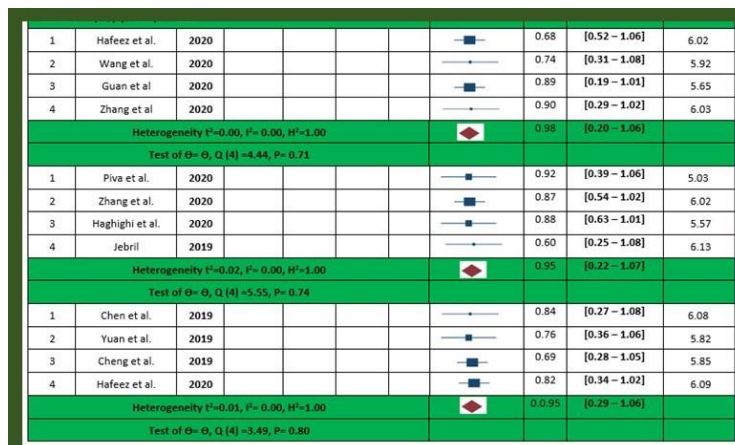 1 Hafeez et al. 2020 0.68 [0.52 – 1.06] 6.02
2 Wang et al. 2020 0.74 [0.31 – 1.08] 5.92
3 Guan et al 2020 0.89 [0.19 – 1.01] 5.65
4 Zhang et al 2020 0.90 [0.29 – 1.02] 6.03
Heterogeneity t²=0.00, I²= 0.00, H²=1.00 0.98 [0.20 – 1.06]
Test of Ɵ= Ɵ, Q (4) =4.44, P= 0.71
1 Piva et al. 2020 0.92 [0.39 – 1.06] 5.03
2 Zhang et al. 2020 0.87 [0.54 – 1.02] 6.02
3 Haghighi et al. 2020 0.88 [0.63 – 1.01] 5.57
4 Jebril 2019 0.60 [0.25 – 1.08] 6.13
Heterogeneity t²=0.02, I²= 0.00, H²=1.00 0.95 [0.22 – 1.07]
Test of Ɵ= Ɵ, Q (4) =5.55, P= 0.74
1 Chen et al. 2019 0.84 [0.27 – 1.08] 6.08
2 Yuan et al. 2019 0.76 [0.36 – 1.06] 5.82
3 Cheng et al. 2019 0.69 [0.28 – 1.05] 5.85
4 Hafeez et al. 2020 0.82 [0.34 – 1.02] 6.09
Heterogeneity t²=0.01, I²= 0.00, H²=1.00 0.0.95 [0.29 – 1.06]
Test of Ɵ= Ɵ, Q (4) =3.49, P= 0.80